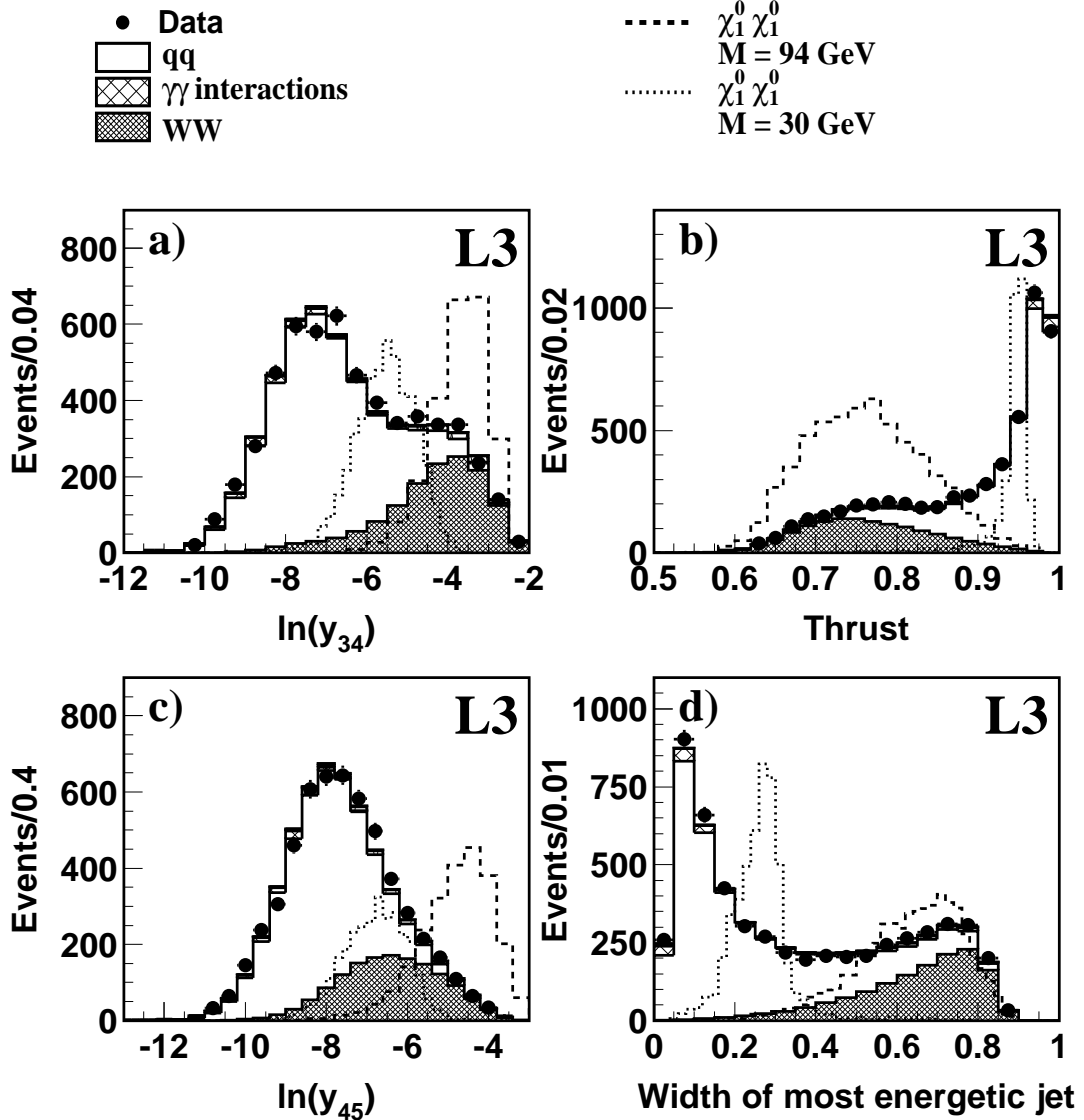 Data
qq
γγ interactions
WW
χ₁⁰ χ₁⁰
M = 94 GeV
χ₁⁰ χ₁⁰
M = 30 GeV
a)
L3
Events/0.04
800
600
400
200
0
-12 -10 -8 -6 -4 -2
ln(y₃₄)
b)
L3
Events/0.02
1000
500
0
0.5 0.6 0.7 0.8 0.9 1
Thrust
c)
L3
Events/0.4
800
600
400
200
0
-12 -10 -8 -6 -4
ln(y₄₅)
d)
L3
Events/0.01
1000
750
500
250
0
0 0.2 0.4 0.6 0.8 1
Width of most energetic jet